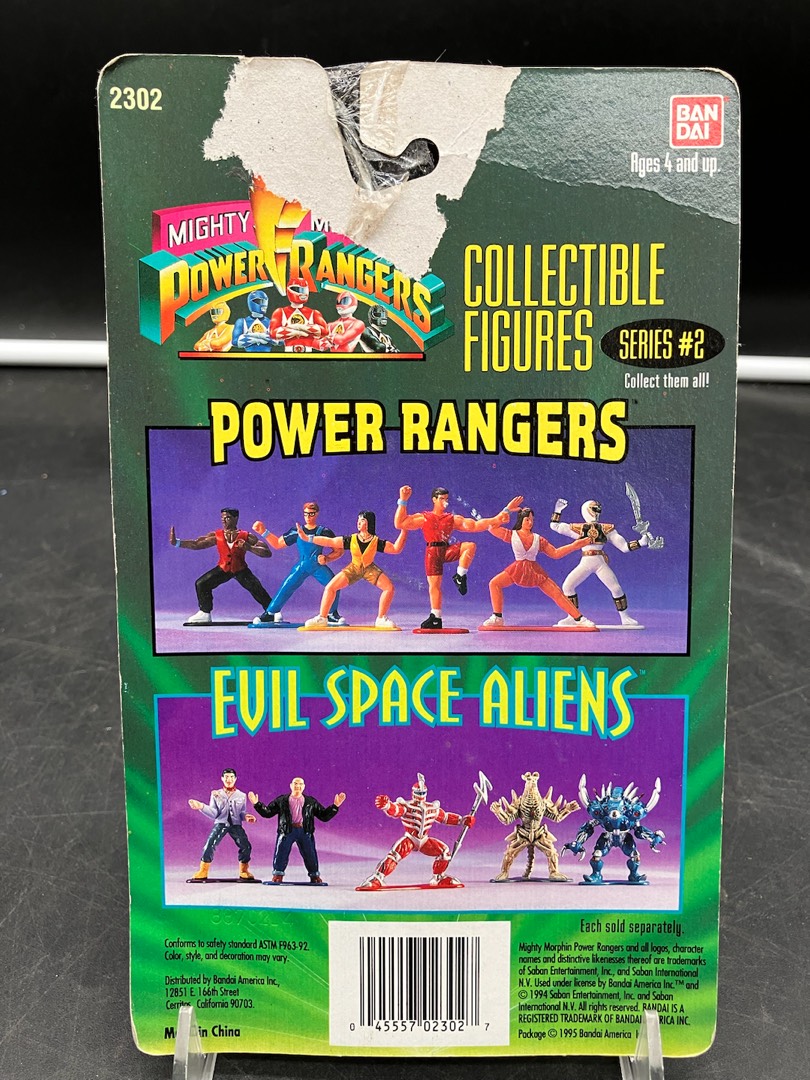 2302
BAN
DAI
Ages 4 and up.
MIGHTY M
POWER RANGERS
COLLECTIBLE
FIGURES
SERIES #2
Collect them all!
POWER RANGERS™
EVIL SPACE ALIENS™
Each sold separately.
Conforms to safety standard ASTM F963-92.
Color, style, and decoration may vary.
Distributed by Bandai America Inc.,
12851 E. 166th Street
Cerritos, California 90703.
M in China
0 45557 02302 7
Mighty Morphin Power Rangers and all logos, character
names and distinctive likenesses thereof are trademarks
of Saban Entertainment, Inc., and Saban International
N.V. Used under license by Bandai America Inc.™ and
© 1994 Saban Entertainment, Inc. and Saban
International N.V. All rights reserved. BANDAI IS A
REGISTERED TRADEMARK OF BANDAI RICA INC.
Package © 1995 Bandai America